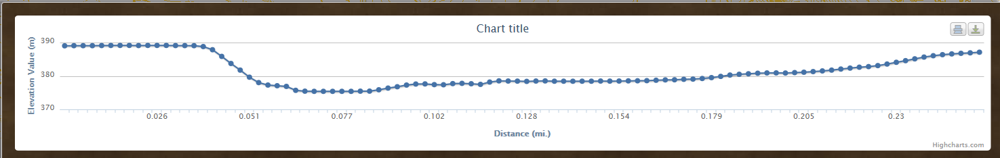 Chart title
Elevation Value (m)
390
380
370
0.026 0.051 0.077 0.102 0.128 0.154 0.179 0.205 0.23
Distance (mi.)
Highcharts.com